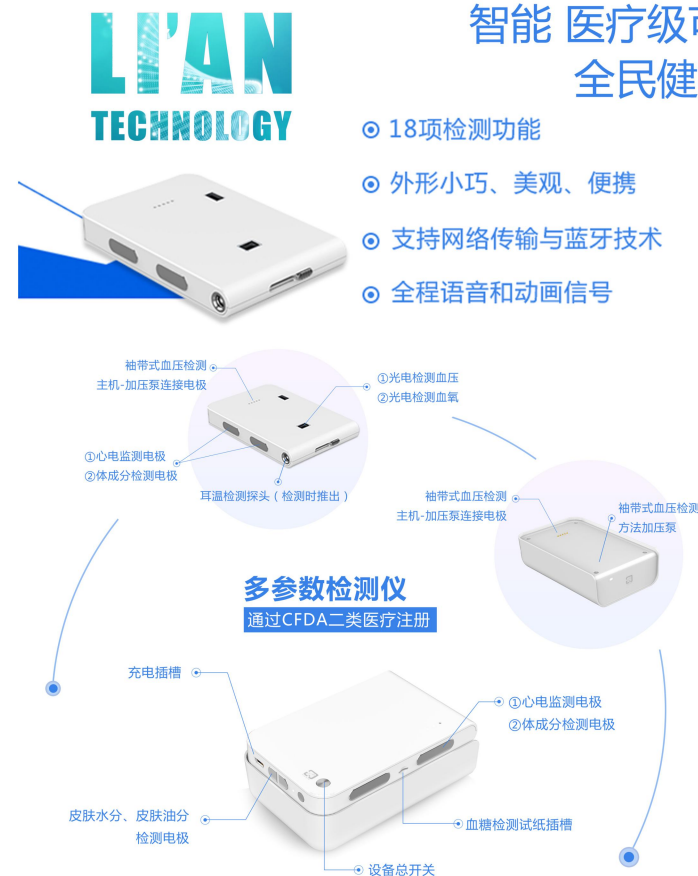 LI'AN
TECHNOLOGY
智能 医疗级可
全民健
18项检测功能
外形小巧、美观、便携
支持网络传输与蓝牙技术
全程语音和动画信号
袖带式血压检测
主机-加压泵连接电极
①光电检测血压
②光电检测血氧
①心电监测电极
②体成分检测电极
耳温检测探头(检测时推出)
袖带式血压检测
主机-加压泵连接电极
袖带式血压检测
方法加压泵
多参数检测仪
通过CFDA二类医疗注册
充电插槽
①心电监测电极
②体成分检测电极
皮肤水分、皮肤油分
检测电极
血糖检测试纸插槽
设备总开关